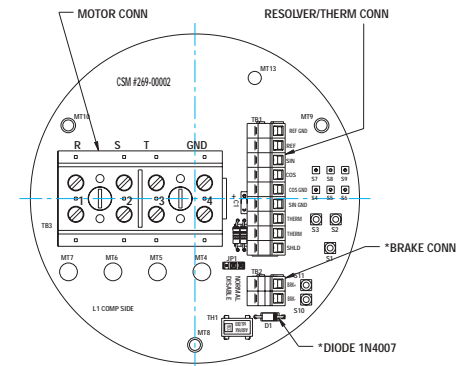 MOTOR CONN
RESOLVER/THERM CONN
CSM #269-00002
MT13
MT10
MT9
TB1
R S T GND
REF GND
REF
SIN
COS
COS GND
SIN GND
THERM
THERM
SHLD
S7 S8 S9
S4 S5 S6
S3 S2
S1
+
C1
1 2 3 4
TB3
MT7 MT6 MT5 MT4
JP1
NORMAL
DISABLE
TB2
BRK+
BRK-
S11
S10
*BRAKE CONN
L1 COMP SIDE
TH1
D1
MT8
*DIODE 1N4007